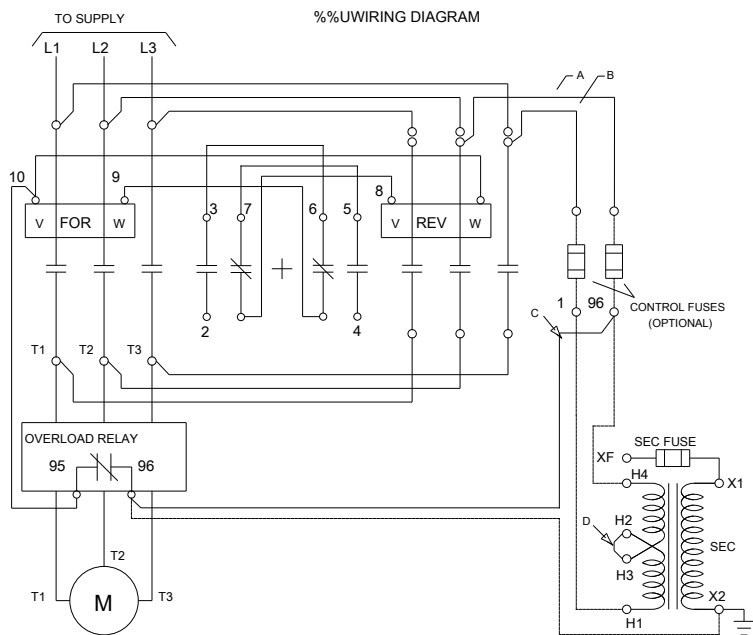 %%UWIRING DIAGRAM
TO SUPPLY
L1 L2 L3
A B
10 9 3 7 6 5 8
V FOR W
V REV W
2 4
1 96
CONTROL FUSES
(OPTIONAL)
C
T1 T2 T3
OVERLOAD RELAY
95 96
SEC FUSE
XF
H4 X1
D H2
SEC
H3
T2
X2
T1 M T3
H1